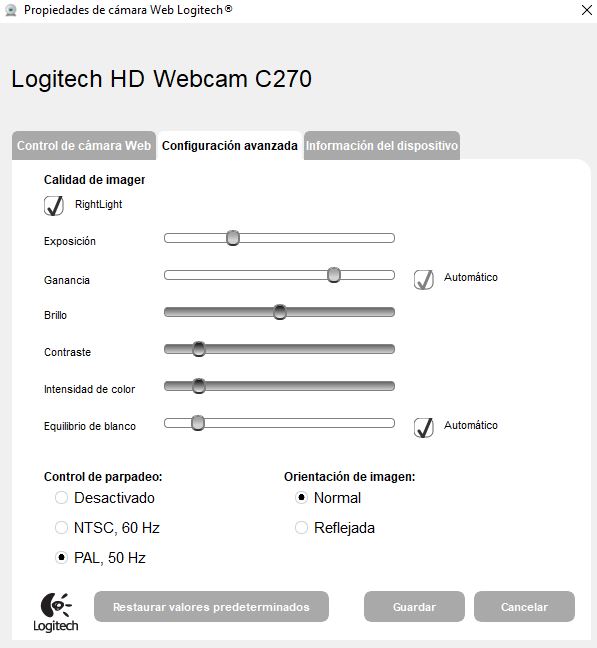 Propiedades de cámara Web Logitech®
Logitech HD Webcam C270
Control de cámara Web
Configuración avanzada
Información del dispositivo
Calidad de imager
RightLight
Exposición
Ganancia
Automático
Brillo
Contraste
Intensidad de color
Equilibrio de blanco
Automático
Control de parpadeo:
Desactivado
NTSC, 60 Hz
PAL, 50 Hz
Orientación de imagen:
Normal
Reflejada
Logitech
Restaurar valores predeterminados
Guardar
Cancelar